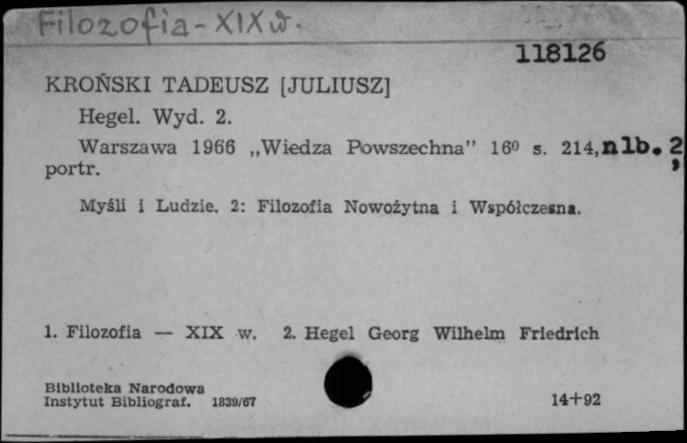 Filozofia - XIX w.
118126
KROŃSKI TADEUSZ [JULIUSZ]
Hegel. Wyd. 2.
Warszawa 1966 „Wiedza Powszechna” 16⁰ s. 214, nlb. 2,
portr.
Myśli i Ludzie. 2: Filozofia Nowożytna i Współczesna.
1. Filozofia — XIX w. 2. Hegel Georg Wilhelm Friedrich
Biblioteka Narodowa
Instytut Bibliograf. 1839/67
14+92